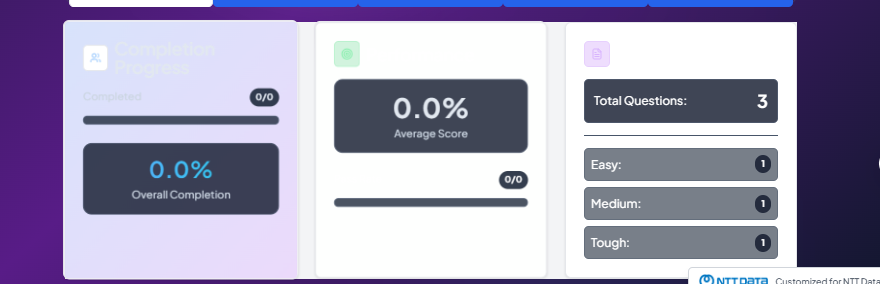 Completion
Progress
Completed
0/0
0.0%
Overall Completion
0.0%
Average Score
0/0
Total Questions:
3
Easy:
1
Medium:
1
Tough:
1
NTT DATA
Customized for NTT Data